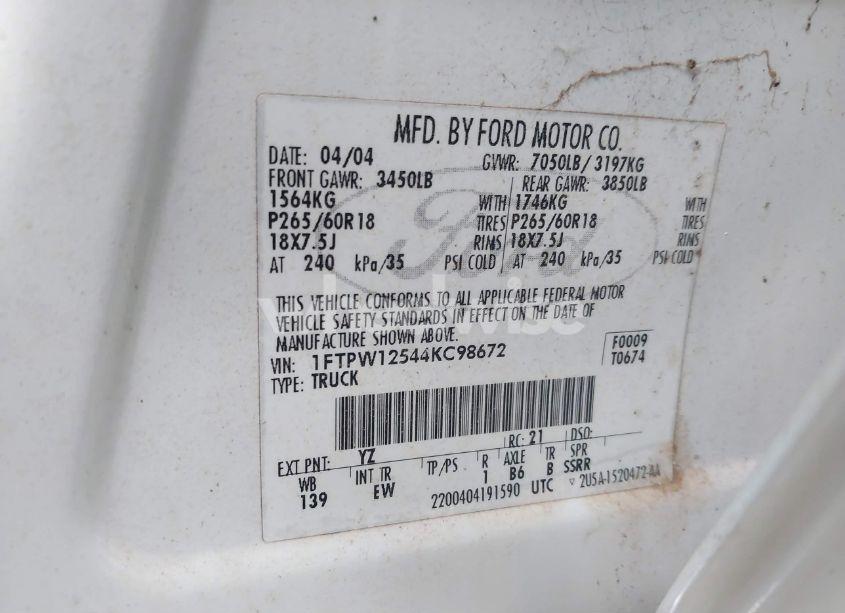 MFD. BY FORD MOTOR CO.
DATE: 04/04 GVWR: 7050LB / 3197KG
FRONT GAWR: 3450LB REAR GAWR: 3850LB
1564KG WITH 1746KG WITH
P265/60R18 TIRES P265/60R18 TIRES
18X7.5J RIMS 18X7.5J RIMS
AT 240 kPa/35 PSI COLD AT 240 kPa/35 PSI COLD
THIS VEHICLE CONFORMS TO ALL APPLICABLE FEDERAL MOTOR
VEHICLE SAFETY STANDARDS IN EFFECT ON THE DATE OF
MANUFACTURE SHOWN ABOVE.
VIN: 1FTPW12544KC98672 F0009
TYPE: TRUCK T0674
EXT PNT: YZ RC: 21 DSO:
WB INT TR TP/PS R AXLE TR SPR
139 EW 1 B6 B SSRR
2200404191590 UTC ▽ 2U5A-1520472-AA
Ford